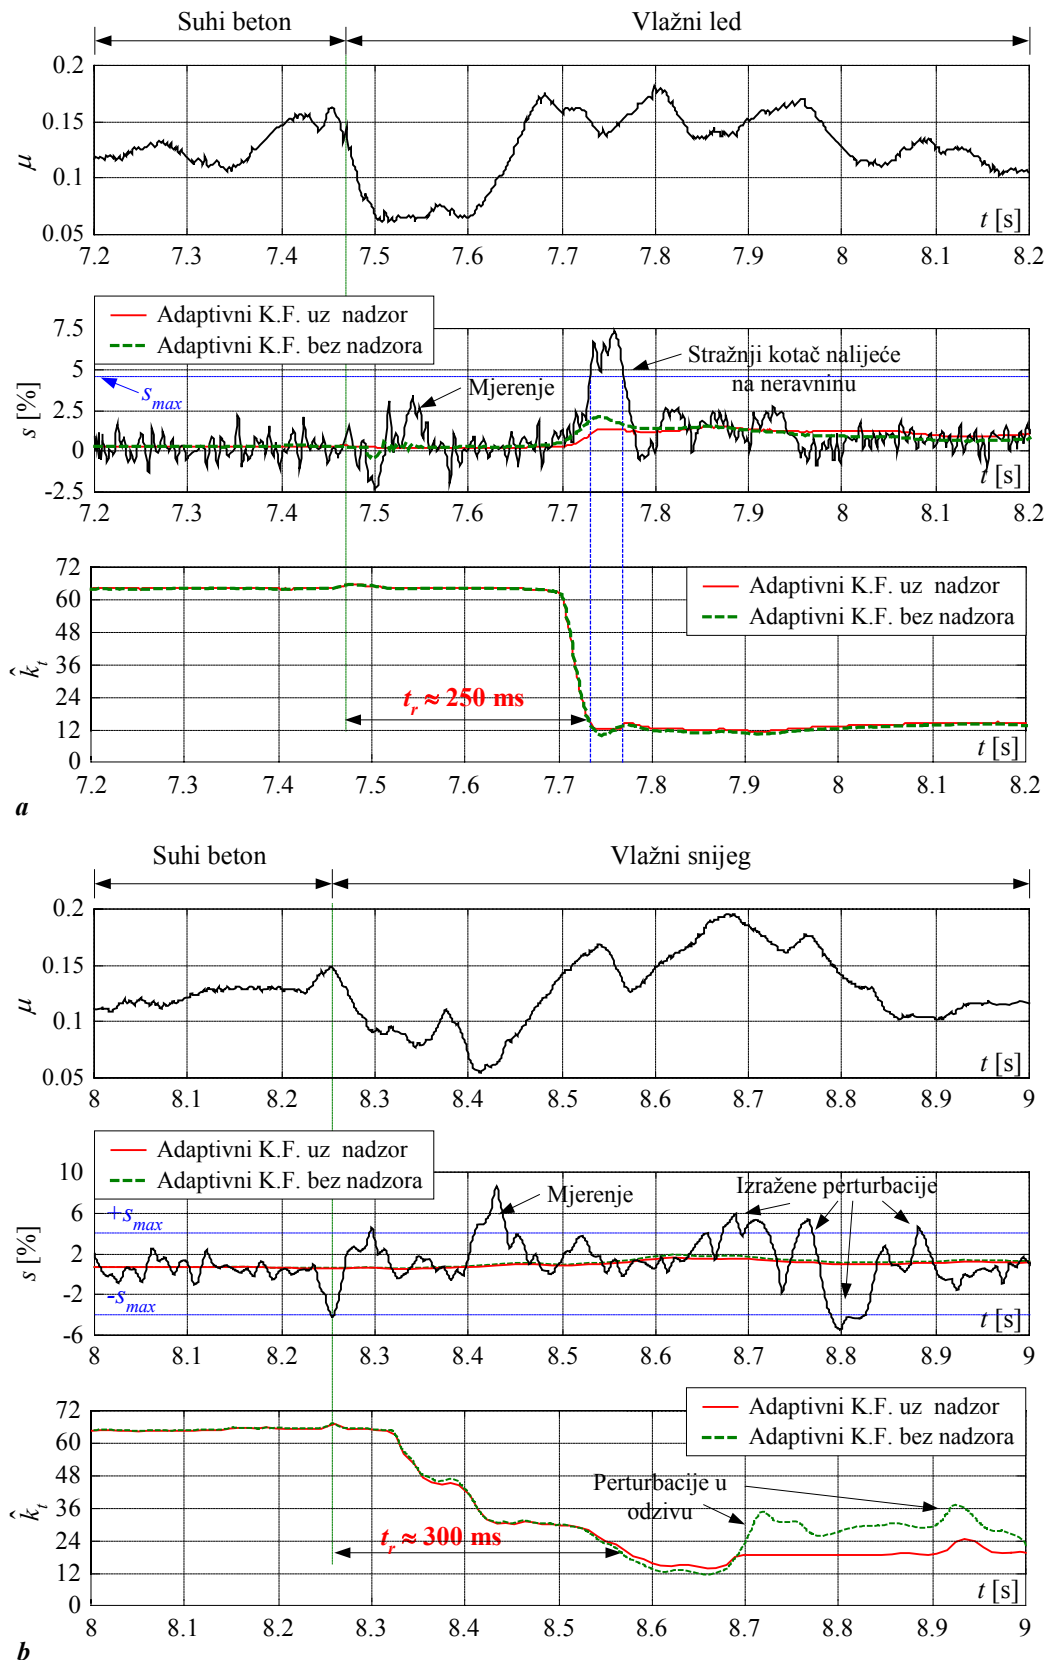 Suhi beton Vlažni led
0.2
0.15
0.1
0.05
μ
t [s]
7.2 7.3 7.4 7.5 7.6 7.7 7.8 7.9 8 8.1 8.2
Adaptivni K.F. uz nadzor
Adaptivni K.F. bez nadzora
7.5
5
2.5
0
-2.5
s [%]
s_max
Mjerenje
Stražnji kotač nalijeće
na neravninu
t [s]
7.2 7.3 7.4 7.5 7.6 7.7 7.8 7.9 8 8.1 8.2
72
60
48
36
24
12
0
k̂_t
Adaptivni K.F. uz nadzor
Adaptivni K.F. bez nadzora
t_r ≈ 250 ms
t [s]
7.2 7.3 7.4 7.5 7.6 7.7 7.8 7.9 8 8.1 8.2
a
Suhi beton Vlažni snijeg
0.2
0.15
0.1
0.05
μ
t [s]
8 8.1 8.2 8.3 8.4 8.5 8.6 8.7 8.8 8.9 9
Adaptivni K.F. uz nadzor
Adaptivni K.F. bez nadzora
10
6
2
-2
-6
s [%]
+s_max
-s_max
Mjerenje
Izražene perturbacije
t [s]
8 8.1 8.2 8.3 8.4 8.5 8.6 8.7 8.8 8.9 9
72
60
48
36
24
12
0
k̂_t
Adaptivni K.F. uz nadzor
Adaptivni K.F. bez nadzora
Perturbacije u
odzivu
t_r ≈ 300 ms
t [s]
8 8.1 8.2 8.3 8.4 8.5 8.6 8.7 8.8 8.9 9
b